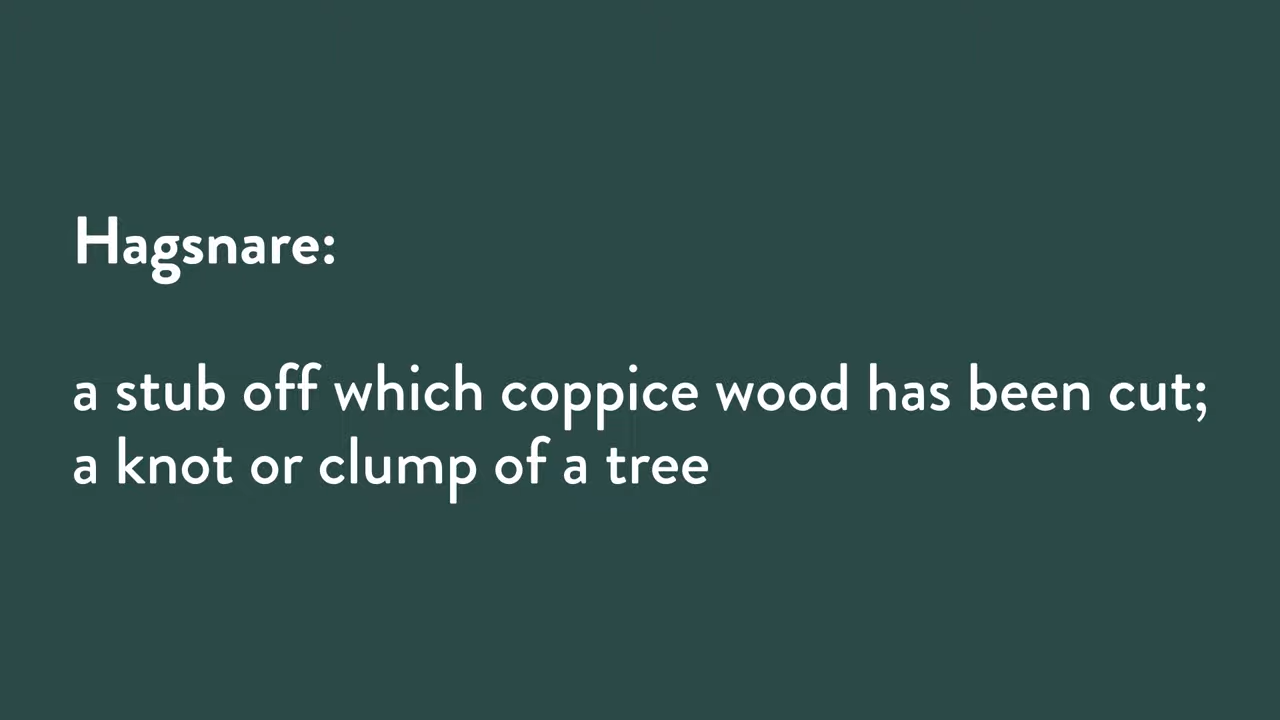 Hagsnare:
a stub off which coppice wood has been cut;
a knot or clump of a tree